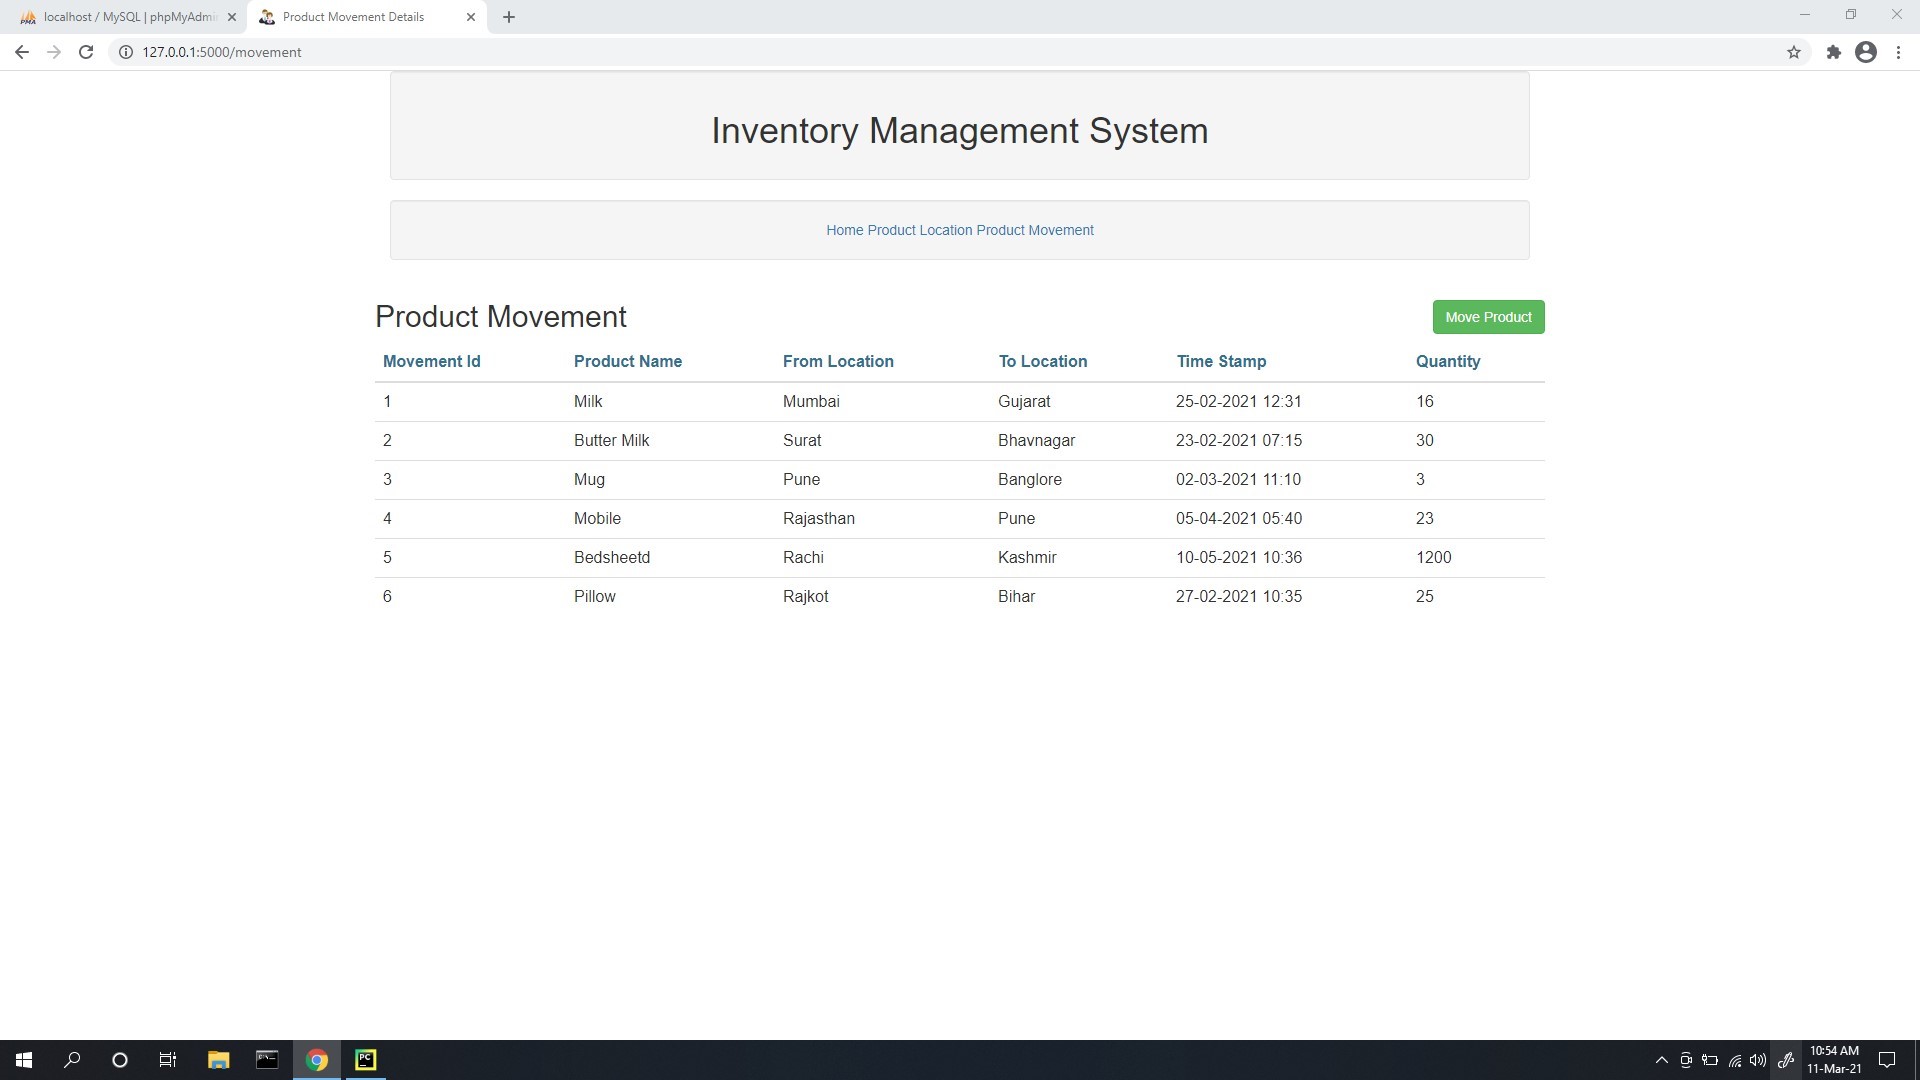 localhost / MySQL | phpMyAdmi
Product Movement Details
127.0.0.1:5000/movement
Inventory Management System
Home Product Location Product Movement
Product Movement
Move Product
Movement Id Product Name From Location To Location Time Stamp Quantity
1 Milk Mumbai Gujarat 25-02-2021 12:31 16
2 Butter Milk Surat Bhavnagar 23-02-2021 07:15 30
3 Mug Pune Banglore 02-03-2021 11:10 3
4 Mobile Rajasthan Pune 05-04-2021 05:40 23
5 Bedsheetd Rachi Kashmir 10-05-2021 10:36 1200
6 Pillow Rajkot Bihar 27-02-2021 10:35 25
PC
10:54 AM
11-Mar-21